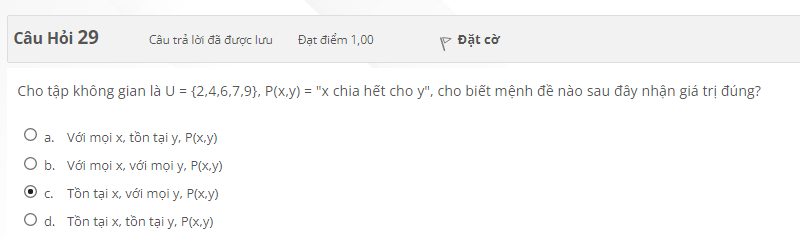 Câu Hỏi 29 Câu trả lời đã được lưu Đạt điểm 1,00 Đặt cờ
Cho tập không gian là U = {2,4,6,7,9}, P(x,y) = "x chia hết cho y", cho biết mệnh đề nào sau đây nhận giá trị đúng?
a. Với mọi x, tồn tại y, P(x,y)
b. Với mọi x, với mọi y, P(x,y)
c. Tồn tại x, với mọi y, P(x,y)
d. Tồn tại x, tồn tại y, P(x,y)